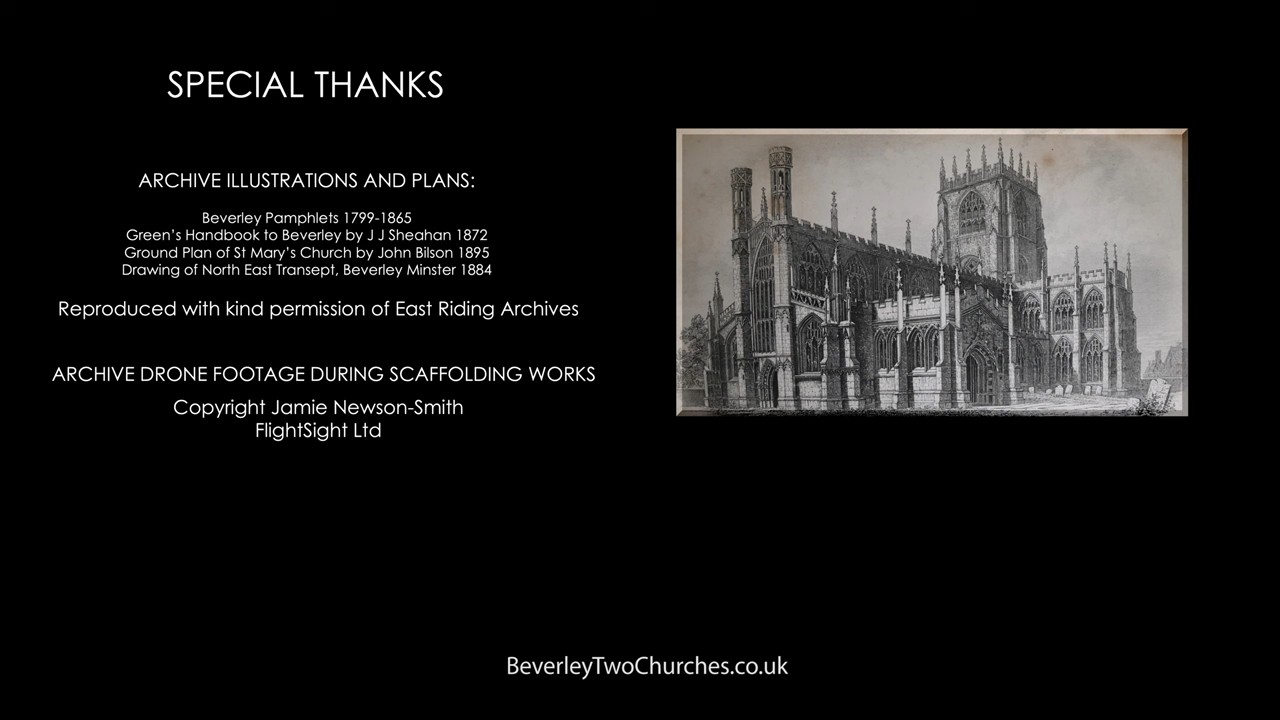 SPECIAL THANKS
ARCHIVE ILLUSTRATIONS AND PLANS:
Beverley Pamphlets 1799-1865
Green's Handbook to Beverley by J J Sheahan 1872
Ground Plan of St Mary's Church by John Bilson 1895
Drawing of North East Transept, Beverley Minster 1884
Reproduced with kind permission of East Riding Archives
ARCHIVE DRONE FOOTAGE DURING SCAFFOLDING WORKS
Copyright Jamie Newson-Smith
FlightSight Ltd
BeverleyTwoChurches.co.uk